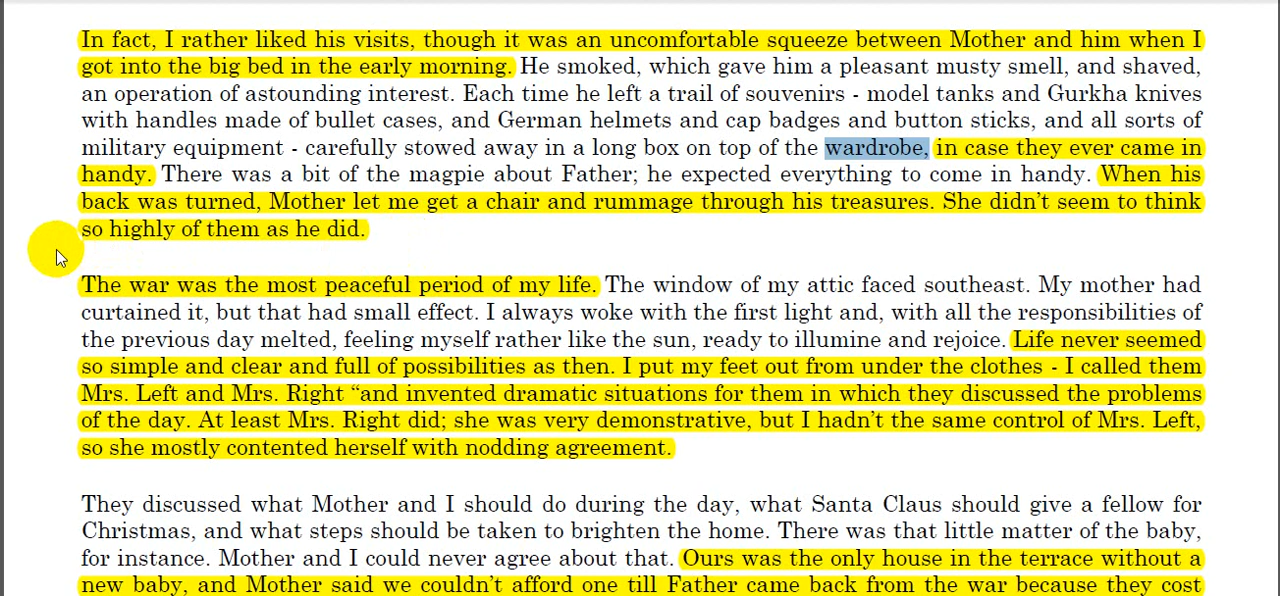 In fact, I rather liked his visits, though it was an uncomfortable squeeze between Mother and him when I
got into the big bed in the early morning. He smoked, which gave him a pleasant musty smell, and shaved,
an operation of astounding interest. Each time he left a trail of souvenirs - model tanks and Gurkha knives
with handles made of bullet cases, and German helmets and cap badges and button sticks, and all sorts of
military equipment - carefully stowed away in a long box on top of the wardrobe, in case they ever came in
handy. There was a bit of the magpie about Father; he expected everything to come in handy. When his
back was turned, Mother let me get a chair and rummage through his treasures. She didn't seem to think
so highly of them as he did.
The war was the most peaceful period of my life. The window of my attic faced southeast. My mother had
curtained it, but that had small effect. I always woke with the first light and, with all the responsibilities of
the previous day melted, feeling myself rather like the sun, ready to illumine and rejoice. Life never seemed
so simple and clear and full of possibilities as then. I put my feet out from under the clothes - I called them
Mrs. Left and Mrs. Right “and invented dramatic situations for them in which they discussed the problems
of the day. At least Mrs. Right did; she was very demonstrative, but I hadn't the same control of Mrs. Left,
so she mostly contented herself with nodding agreement.
They discussed what Mother and I should do during the day, what Santa Claus should give a fellow for
Christmas, and what steps should be taken to brighten the home. There was that little matter of the baby,
for instance. Mother and I could never agree about that. Ours was the only house in the terrace without a
new baby, and Mother said we couldn't afford one till Father came back from the war because they cost